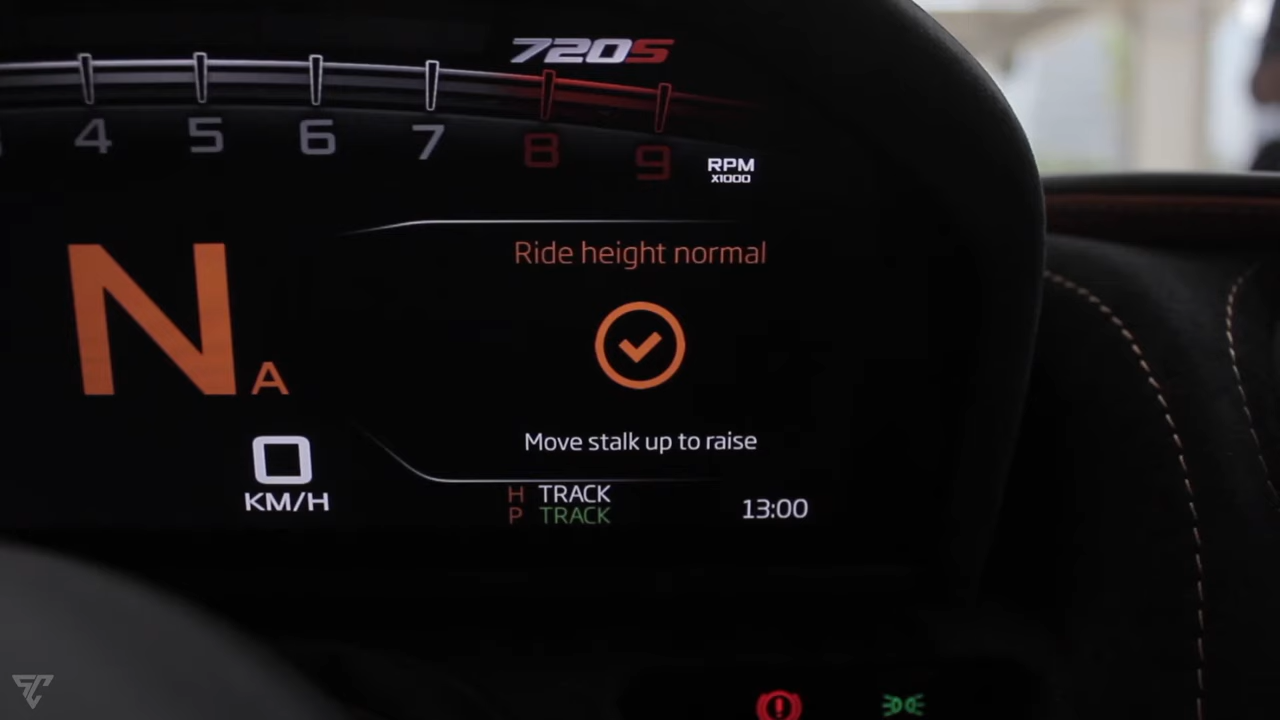 720S
4 5 6 7 8 9
RPM
X1000
Ride height normal
N A
Move stalk up to raise
0
KM/H
H TRACK
P TRACK
13:00